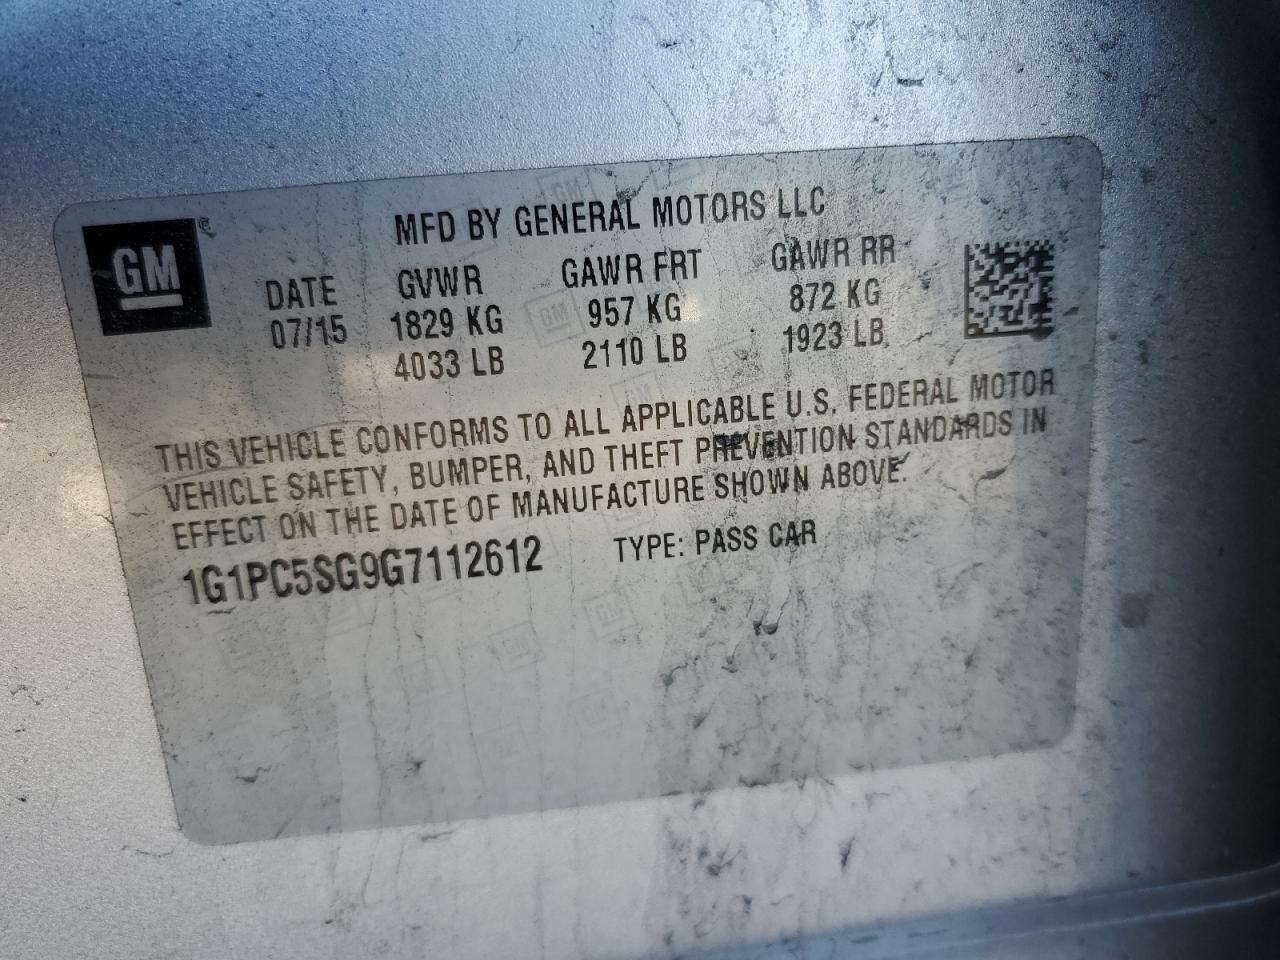 GM
MFD BY GENERAL MOTORS LLC
DATE GVWR GAWR FRT GAWR RR
07/15 1829 KG 957 KG 872 KG
4033 LB 2110 LB 1923 LB
THIS VEHICLE CONFORMS TO ALL APPLICABLE U.S. FEDERAL MOTOR
VEHICLE SAFETY, BUMPER, AND THEFT PREVENTION STANDARDS IN
EFFECT ON THE DATE OF MANUFACTURE SHOWN ABOVE.
1G1PC5SG9G7112612 TYPE: PASS CAR